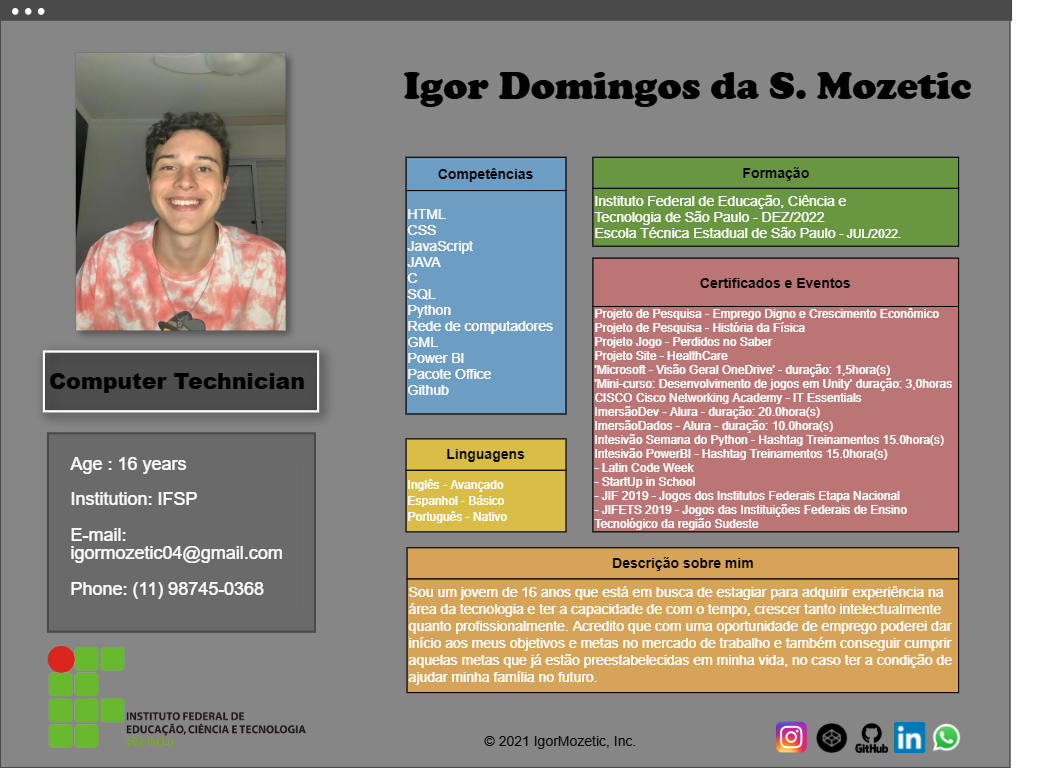 Igor Domingos da S. Mozetic
Computer Technician
Age : 16 years
Institution: IFSP
E-mail:
igormozetic04@gmail.com
Phone: (11) 98745-0368
INSTITUTO FEDERAL DE
EDUCAÇÃO, CIÊNCIA E TECNOLOGIA
SÃO PAULO
Competências
HTML
CSS
JavaScript
JAVA
C
SQL
Python
Rede de computadores
GML
Power BI
Pacote Office
Github
Linguagens
Inglês - Avançado
Espanhol - Básico
Português - Nativo
Formação
Instituto Federal de Educação, Ciência e
Tecnologia de São Paulo - DEZ/2022
Escola Técnica Estadual de São Paulo - JUL/2022.
Certificados e Eventos
Projeto de Pesquisa - Emprego Digno e Crescimento Econômico
Projeto de Pesquisa - História da Física
Projeto Jogo - Perdidos no Saber
Projeto Site - HealthCare
'Microsoft - Visão Geral OneDrive' - duração: 1,5hora(s)
'Mini-curso: Desenvolvimento de jogos em Unity' duração: 3,0horas
CISCO Cisco Networking Academy - IT Essentials
ImersãoDev - Alura - duração: 20.0hora(s)
ImersãoDados - Alura - duração: 10.0hora(s)
Intesivão Semana do Python - Hashtag Treinamentos 15.0hora(s)
Intesivão PowerBI - Hashtag Treinamentos 15.0hora(s)
- Latin Code Week
- StartUp in School
- JIF 2019 - Jogos dos Institutos Federais Etapa Nacional
- JIFETS 2019 - Jogos das Instituições Federais de Ensino
Tecnológico da região Sudeste
Descrição sobre mim
Sou um jovem de 16 anos que está em busca de estagiar para adquirir experiência na
área da tecnologia e ter a capacidade de com o tempo, crescer tanto intelectualmente
quanto profissionalmente. Acredito que com uma oportunidade de emprego poderei dar
início aos meus objetivos e metas no mercado de trabalho e também conseguir cumprir
aquelas metas que já estão preestabelecidas em minha vida, no caso ter a condição de
ajudar minha família no futuro.
© 2021 IgorMozetic, Inc.
GitHub
in